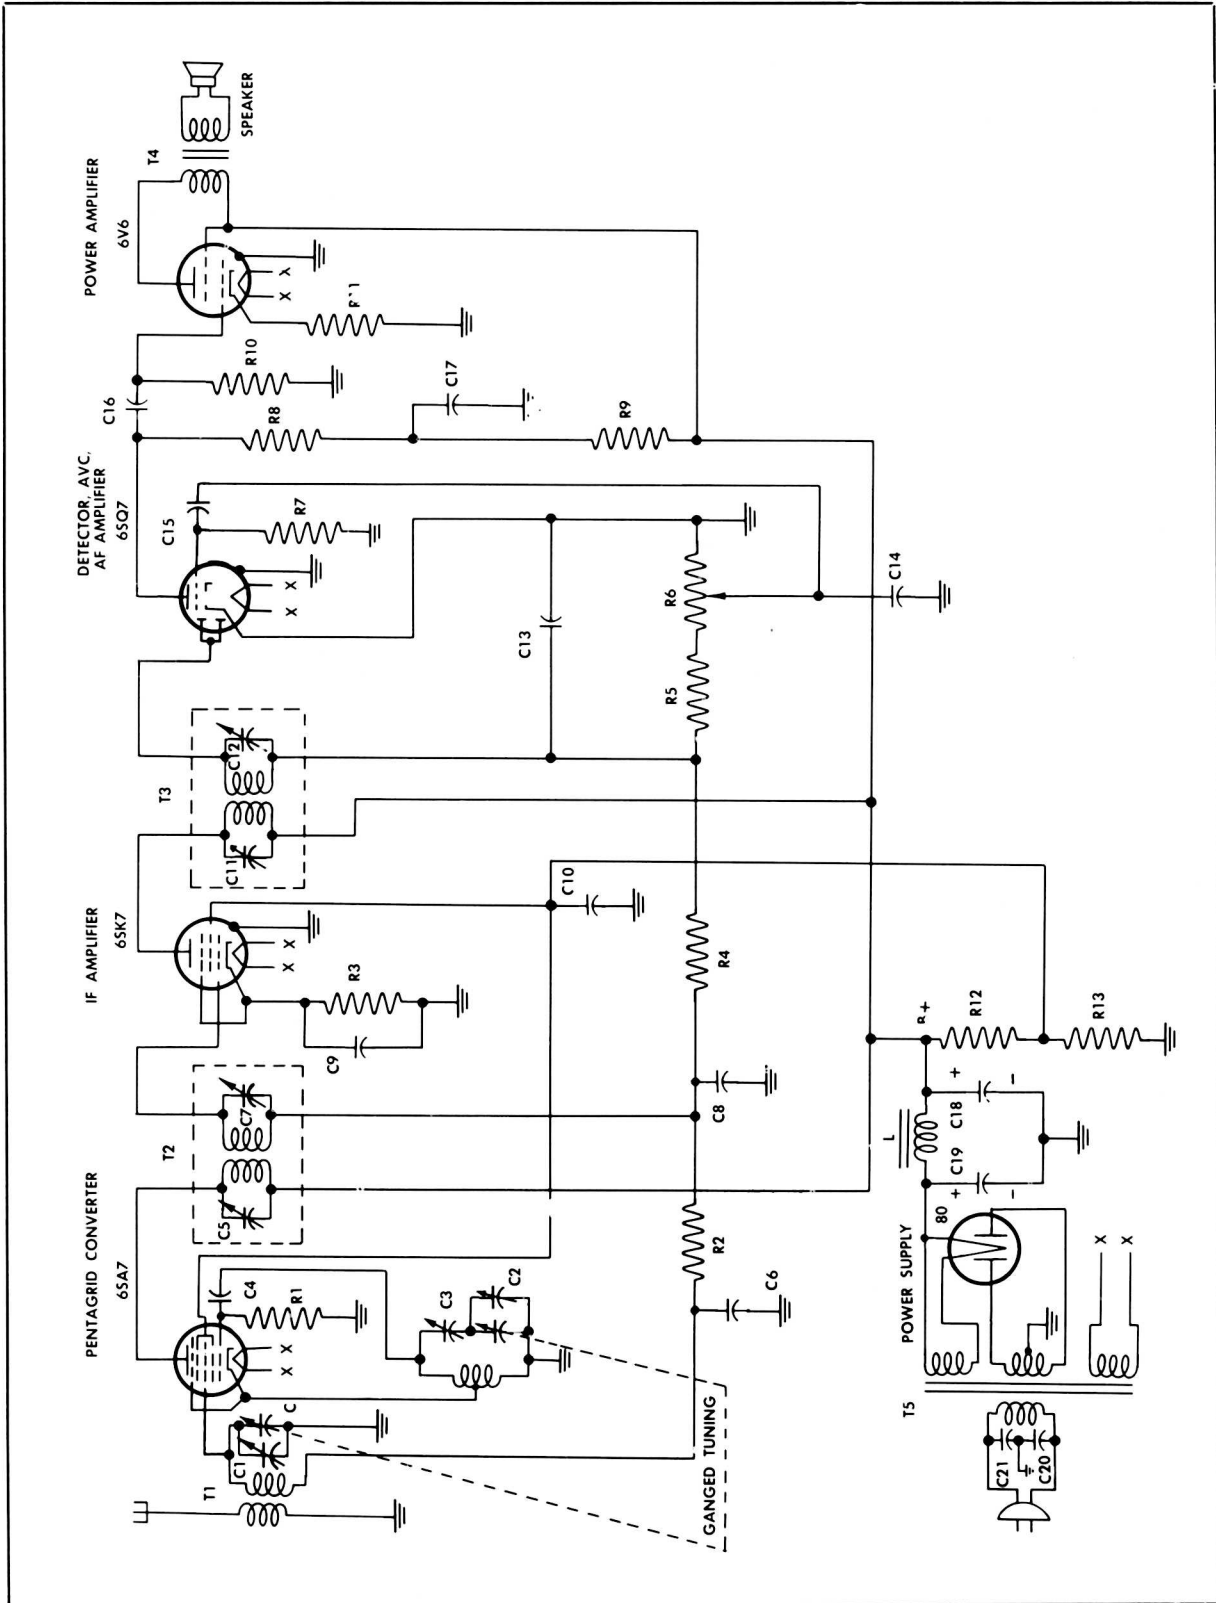 PENTAGRID CONVERTER
6SA7
IF AMPLIFIER
6SK7
DETECTOR, AVC,
AF AMPLIFIER
6SQ7
POWER AMPLIFIER
6V6
T1
C1
C
C4
R1
X X
C3
C2
T2
C5
C7
C9
R3
X X
C10
T3
C11
C12
C15
R7
X X
C16
R10
R8
C17
R9
X X
T4
SPEAKER
C13
GANGED TUNING
C6
R2
C8
R4
R5
R6
C14
POWER SUPPLY
80
T5
C21
C20
X
X
L
+ C19 -
C18 + -
R12
R13